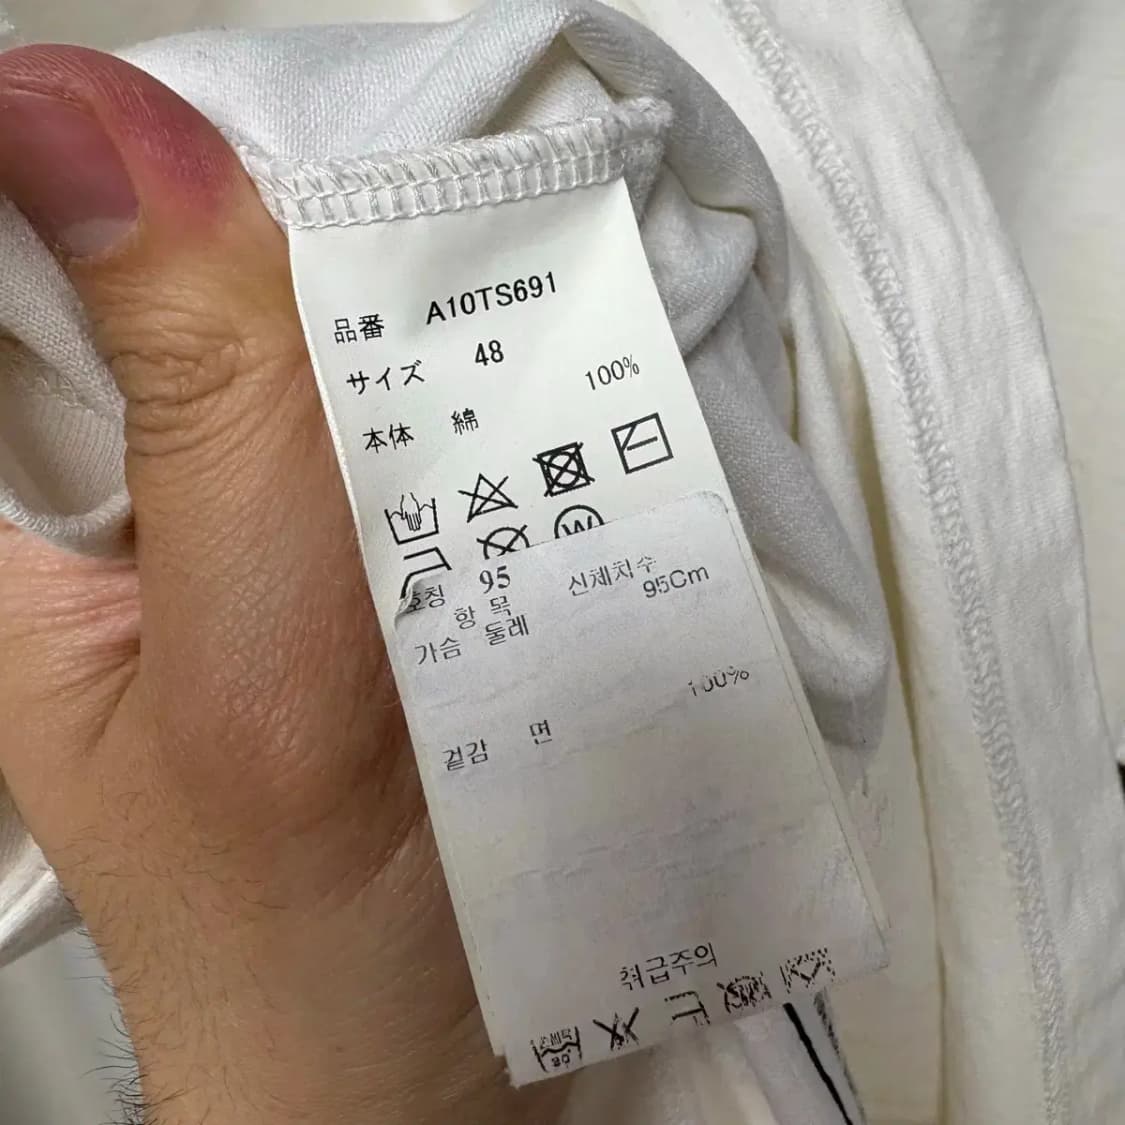 品番 A10TS691
サイズ 48
本体 綿 100%
W
호칭 95 신체치수
항 목 95Cm
가슴 둘레
100%
겉감 면
취급주의